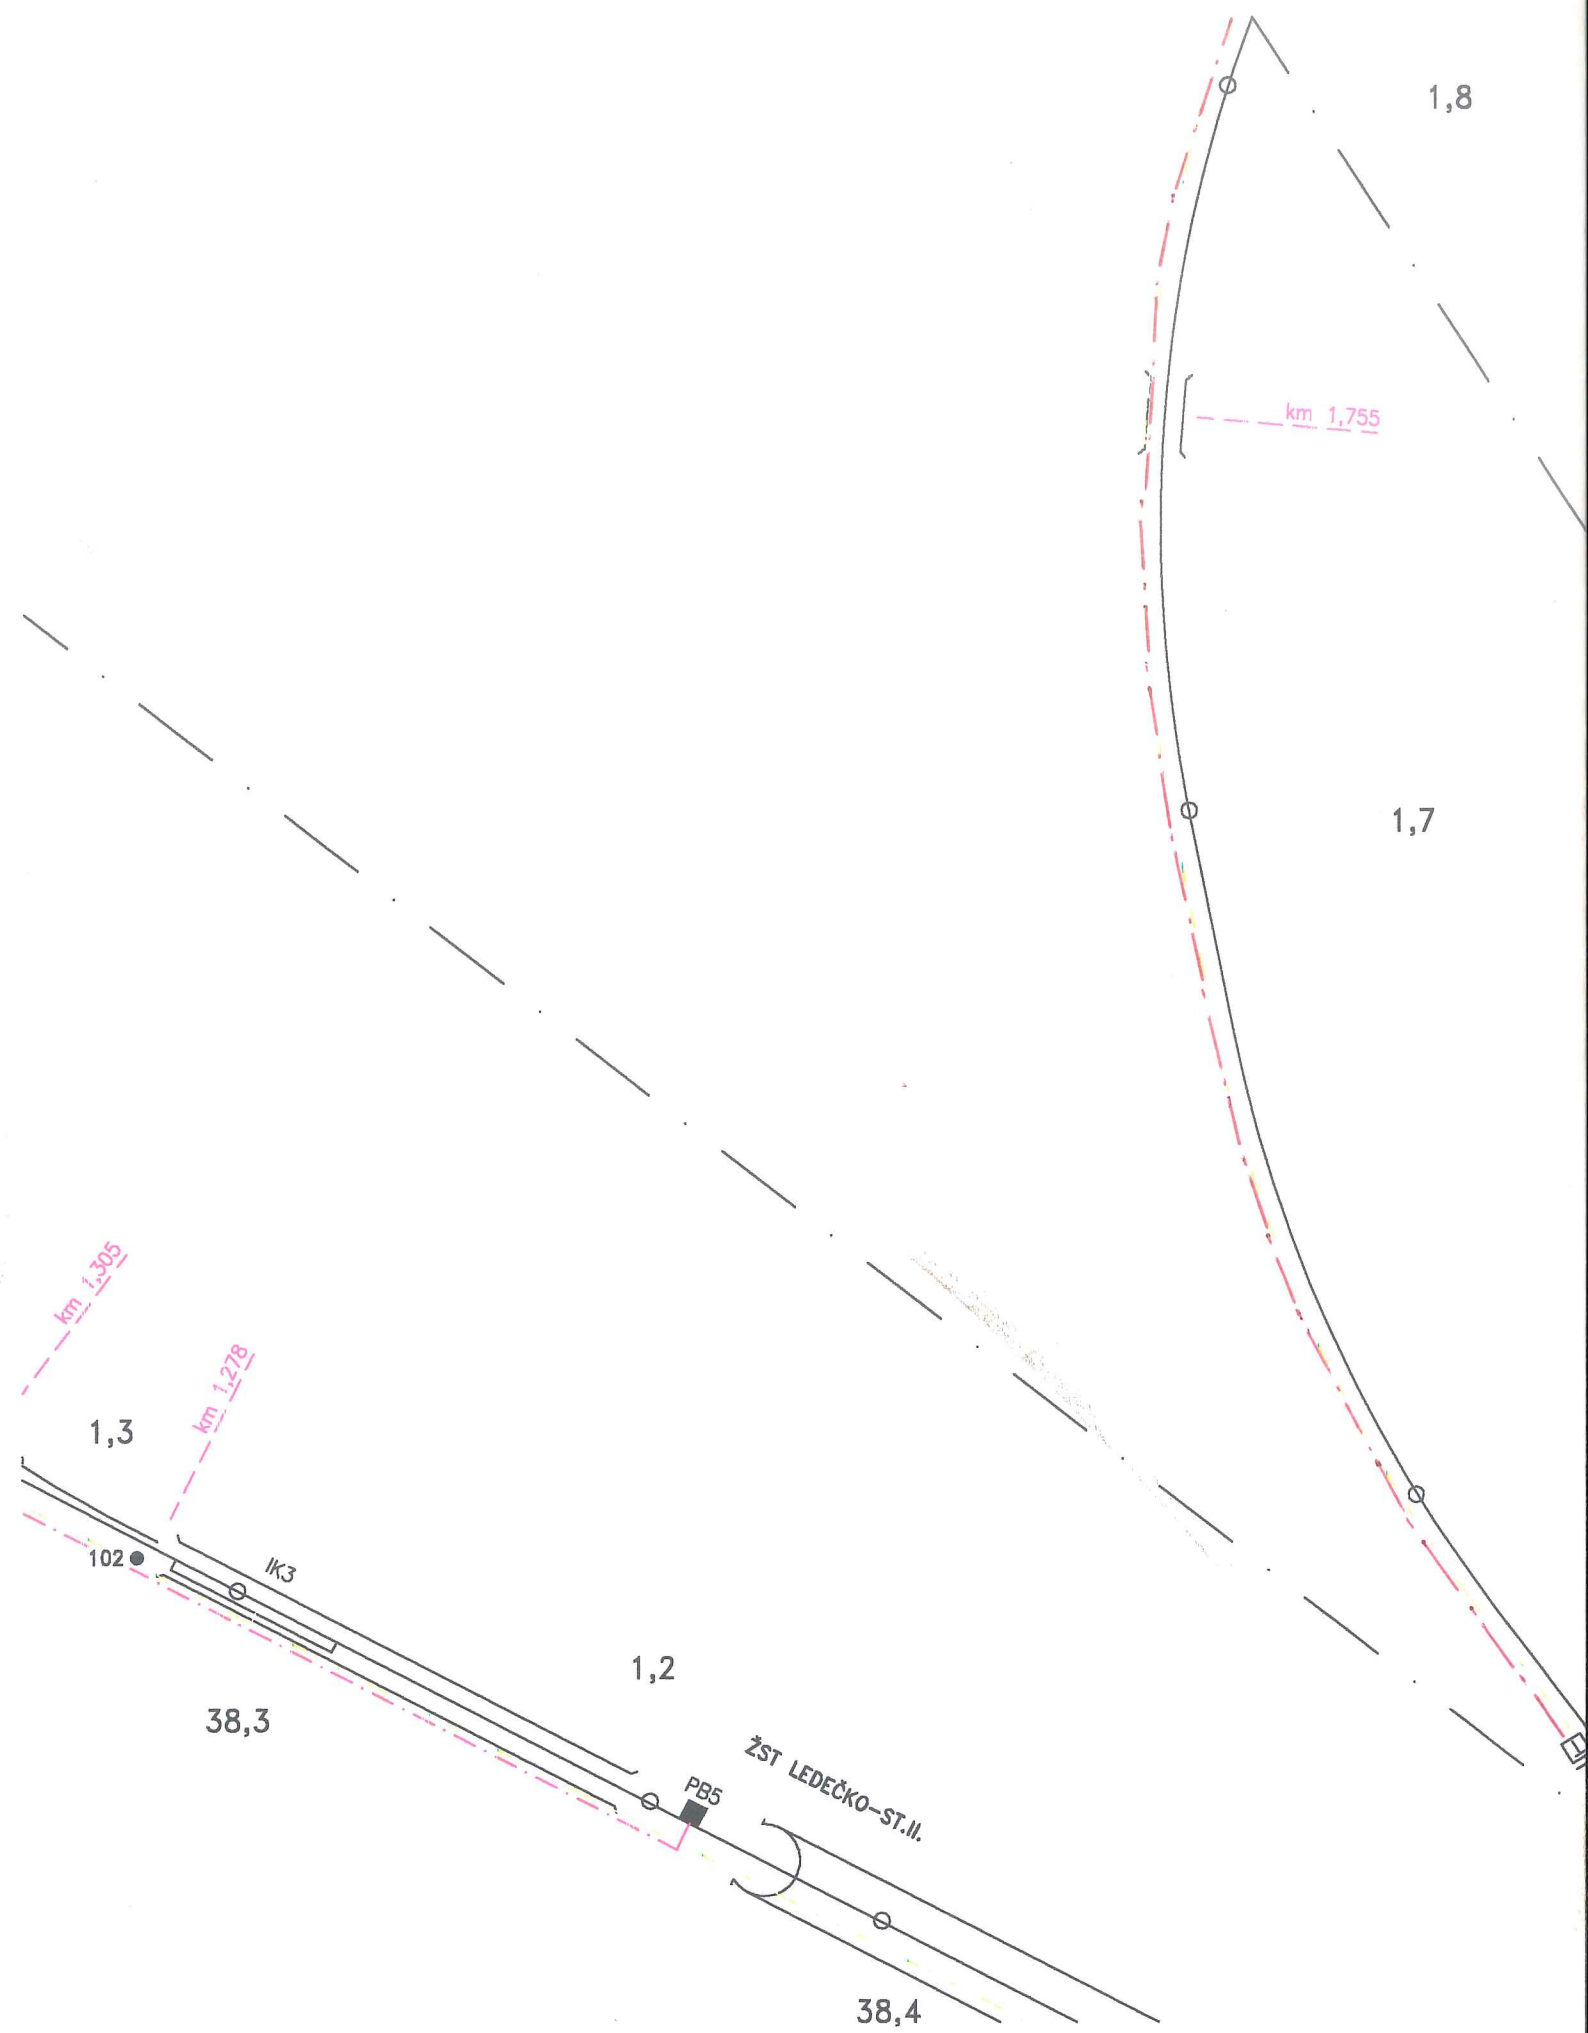 1,8
km 1,755
1,7
km 1,305
km 1,278
1,3
102
IK3
1,2
38,3
ŽST LEDEČKO-ST.II.
PB5
38,4